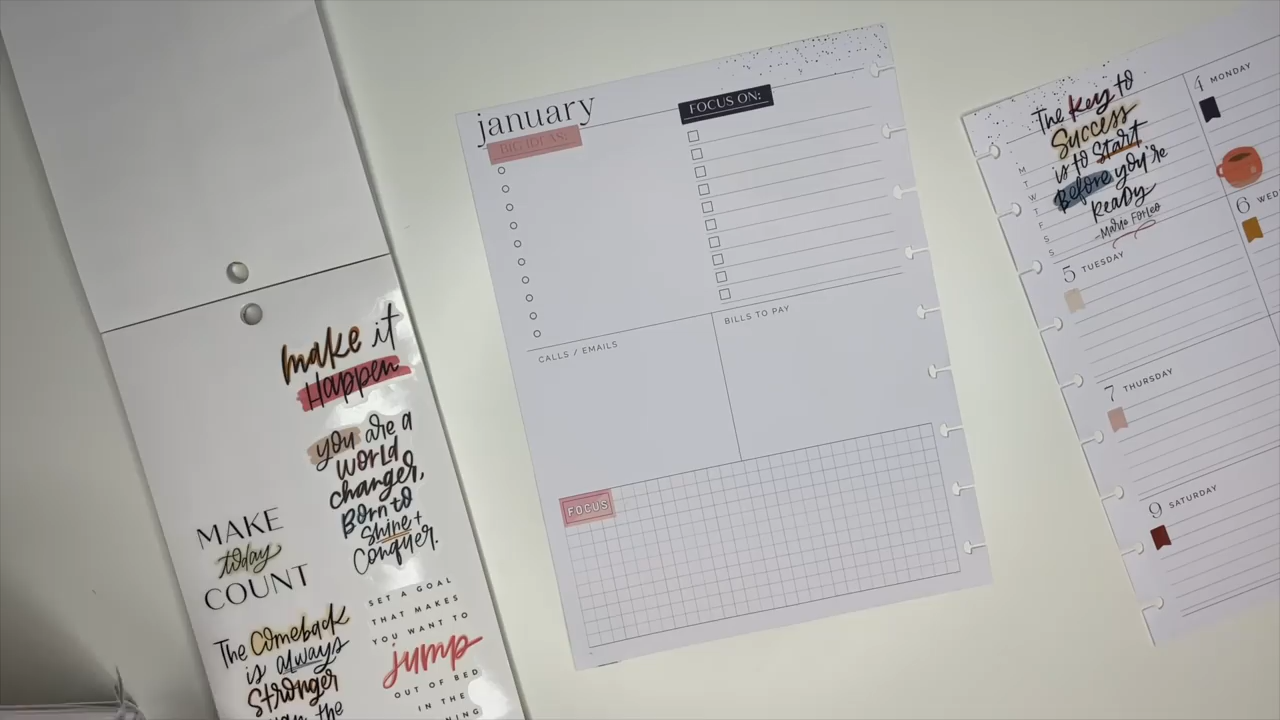 make it
Happen
you are a
world
changer,
Born to
Shine +
Conquer.
MAKE
today
COUNT
The Comeback
is always
Stronger
the
SET A GOAL
THAT MAKES
YOU WANT TO
jump
OUT OF BED
IN THE
january
BIG IDEAS:
FOCUS ON:
CALLS / EMAILS
BILLS TO PAY
FOCUS
The Key to
Success
is to Start
Before you're
Ready
-Marie Forleo
M
T
W
T
F
S
S
4 MONDAY
5 TUESDAY
6 WED
7 THURSDAY
9 SATURDAY